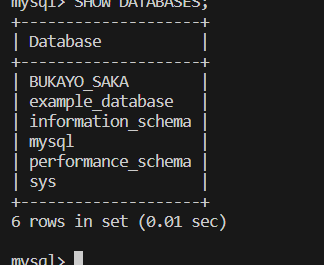 mysql> SHOW DATABASES;
+--------------------+
| Database           |
+--------------------+
| BUKAYO_SAKA        |
| example_database   |
| information_schema |
| mysql              |
| performance_schema |
| sys                |
+--------------------+
6 rows in set (0.01 sec)
mysql>